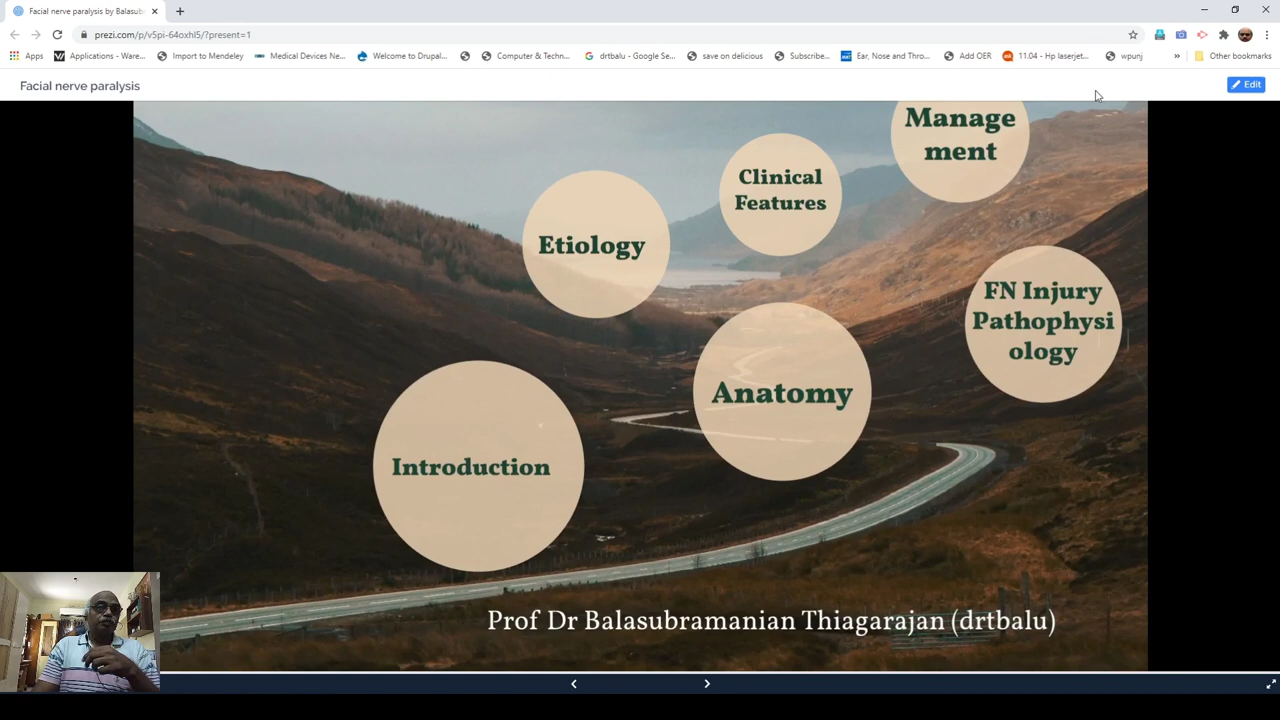 Facial nerve paralysis by Balasub
prezi.com/p/v5pi-64oxhl5/?present=1
Apps Applications - Ware... Import to Mendeley Medical Devices Ne... Welcome to Drupal... Computer & Techn... drtbalu - Google Se... save on delicious Subscribe... Ear, Nose and Thro... Add OER 11.04 - Hp laserjet... wpunj » Other bookmarks
Facial nerve paralysis
Edit
Manage
ment
Clinical
Features
Etiology
FN Injury
Pathophysi
ology
Anatomy
Introduction
Prof Dr Balasubramanian Thiagarajan (drtbalu)